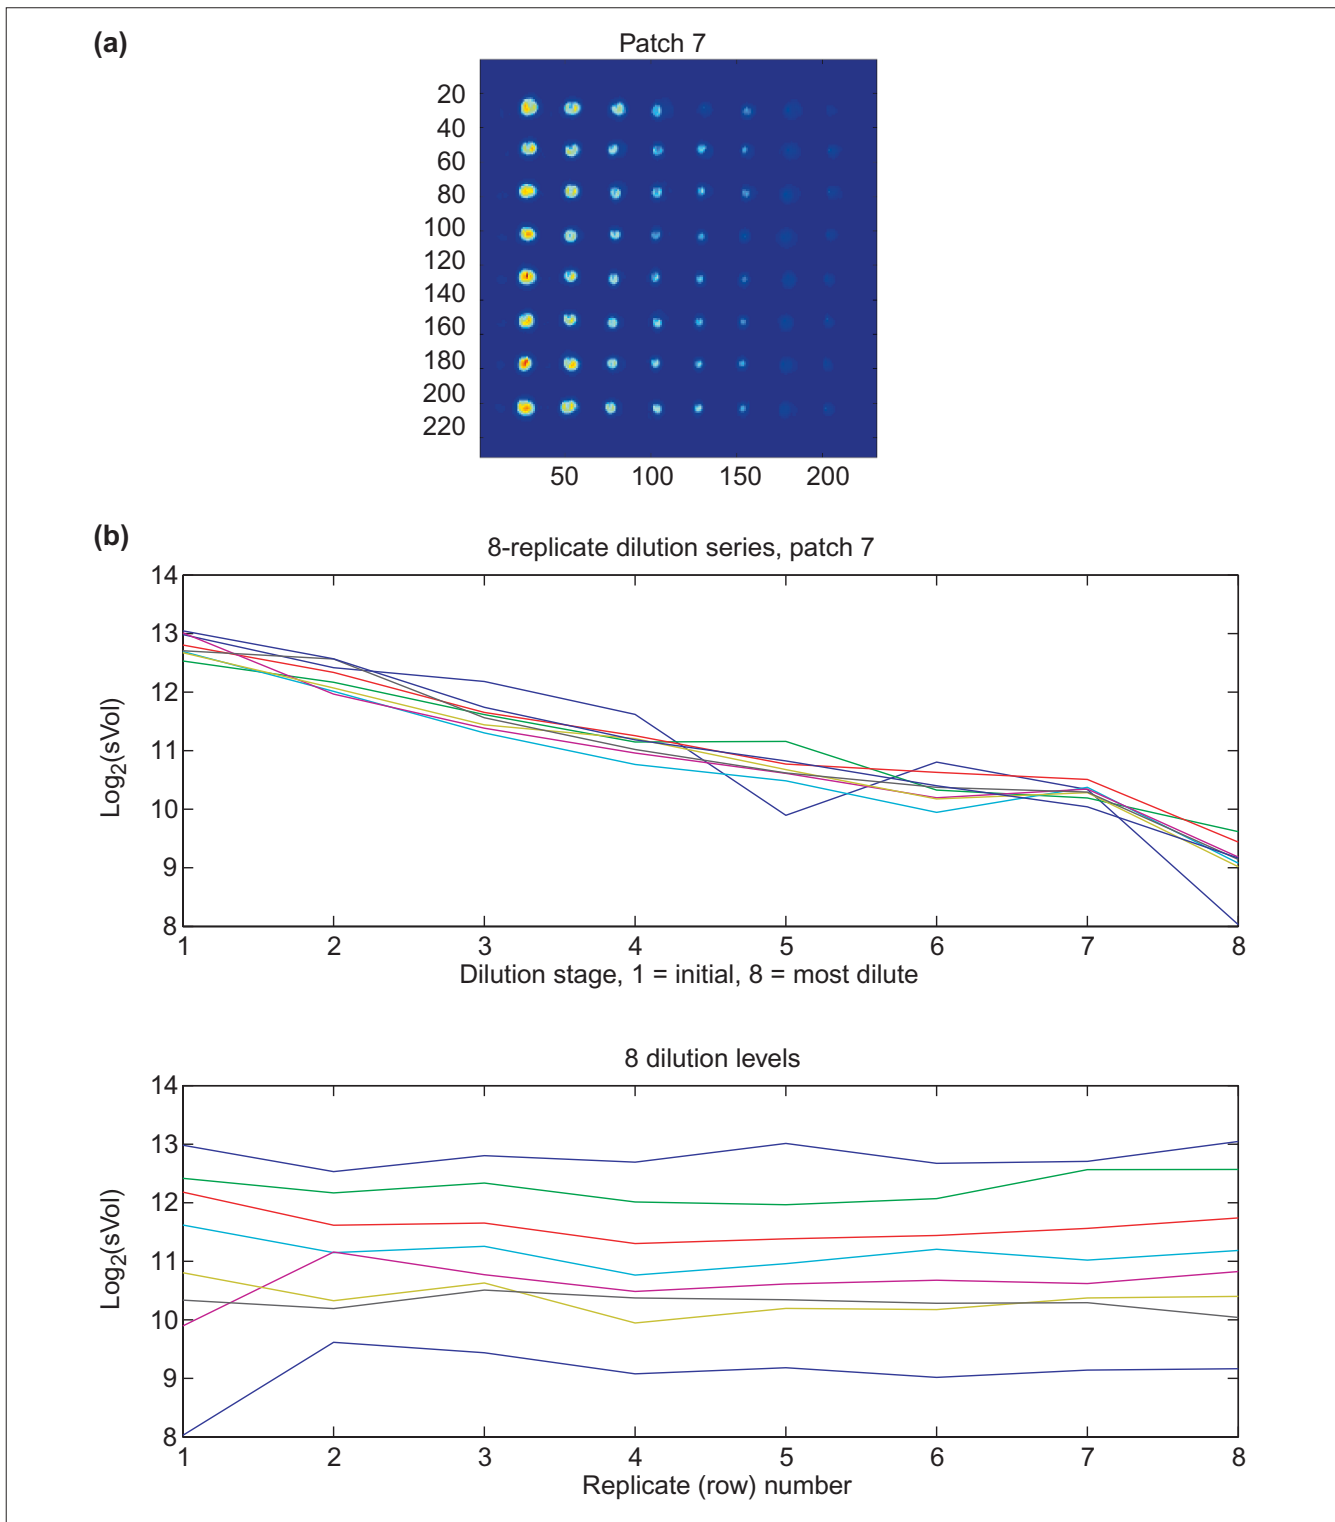 (a)
Patch 7
20
40
60
80
100
120
140
160
180
200
220
50 100 150 200
(b)
8-replicate dilution series, patch 7
14
13
12
11
10
9
8
Log2(sVol)
1 2 3 4 5 6 7 8
Dilution stage, 1 = initial, 8 = most dilute
8 dilution levels
14
13
12
11
10
9
8
Log2(sVol)
1 2 3 4 5 6 7 8
Replicate (row) number